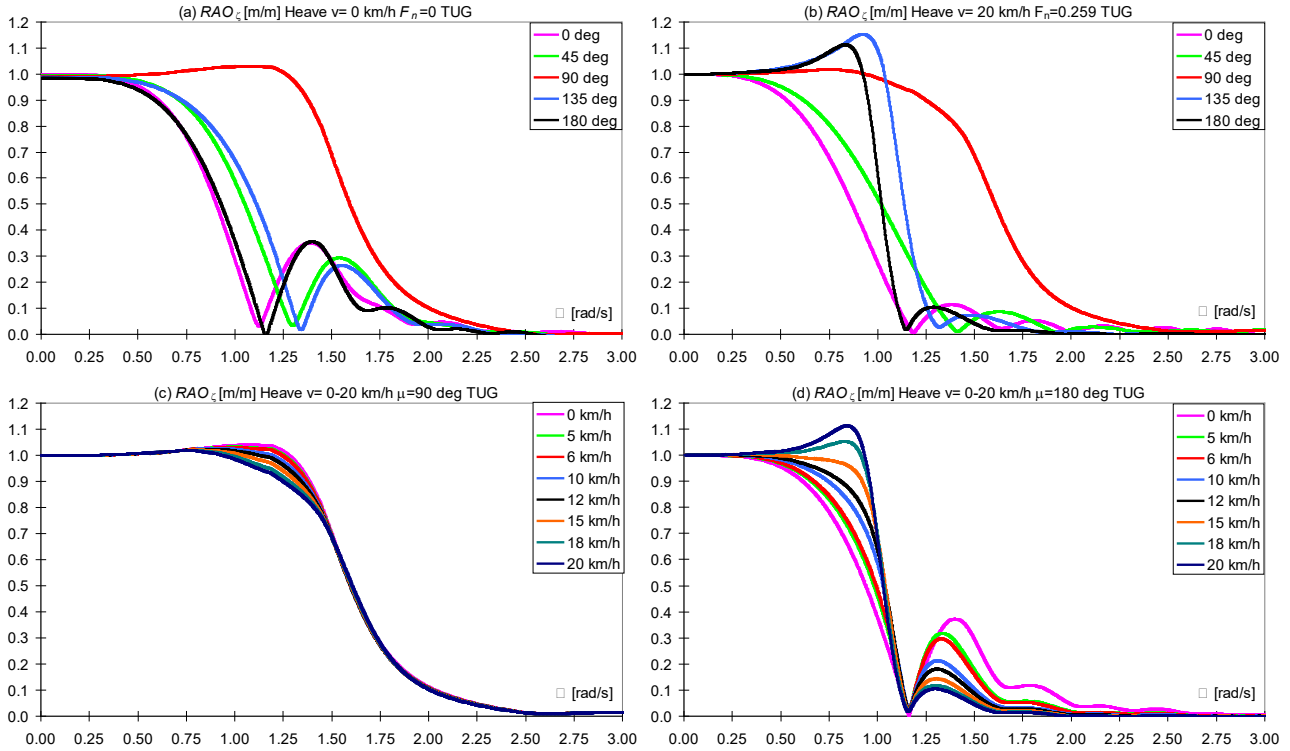 (a) RAO ζ [m/m] Heave v= 0 km/h Fn=0 TUG
1.2
1.1
1.0
0.9
0.8
0.7
0.6
0.5
0.4
0.3
0.2
0.1
0.0
0 deg
45 deg
90 deg
135 deg
180 deg
□ [rad/s]
0.00 0.25 0.50 0.75 1.00 1.25 1.50 1.75 2.00 2.25 2.50 2.75 3.00
(b) RAO ζ [m/m] Heave v= 20 km/h Fn=0.259 TUG
1.2
1.1
1.0
0.9
0.8
0.7
0.6
0.5
0.4
0.3
0.2
0.1
0.0
0 deg
45 deg
90 deg
135 deg
180 deg
□ [rad/s]
0.00 0.25 0.50 0.75 1.00 1.25 1.50 1.75 2.00 2.25 2.50 2.75 3.00
(c) RAO ζ [m/m] Heave v= 0-20 km/h μ=90 deg TUG
1.2
1.1
1.0
0.9
0.8
0.7
0.6
0.5
0.4
0.3
0.2
0.1
0.0
0 km/h
5 km/h
6 km/h
10 km/h
12 km/h
15 km/h
18 km/h
20 km/h
□ [rad/s]
0.00 0.25 0.50 0.75 1.00 1.25 1.50 1.75 2.00 2.25 2.50 2.75 3.00
(d) RAO ζ [m/m] Heave v= 0-20 km/h μ=180 deg TUG
1.2
1.1
1.0
0.9
0.8
0.7
0.6
0.5
0.4
0.3
0.2
0.1
0.0
0 km/h
5 km/h
6 km/h
10 km/h
12 km/h
15 km/h
18 km/h
20 km/h
□ [rad/s]
0.00 0.25 0.50 0.75 1.00 1.25 1.50 1.75 2.00 2.25 2.50 2.75 3.00